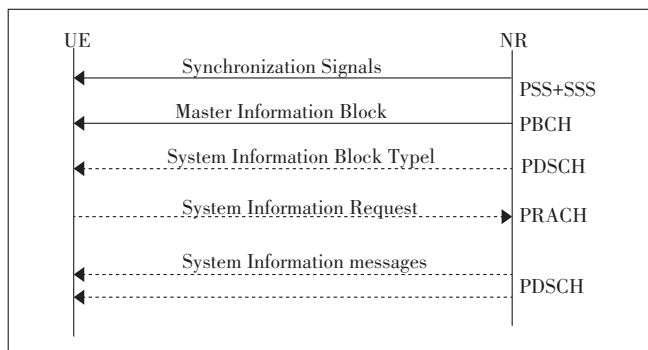 UE NR
Synchronization Signals
PSS+SSS
Master Information Block
PBCH
System Information Block Typel
PDSCH
System Information Request
PRACH
System Information messages
PDSCH